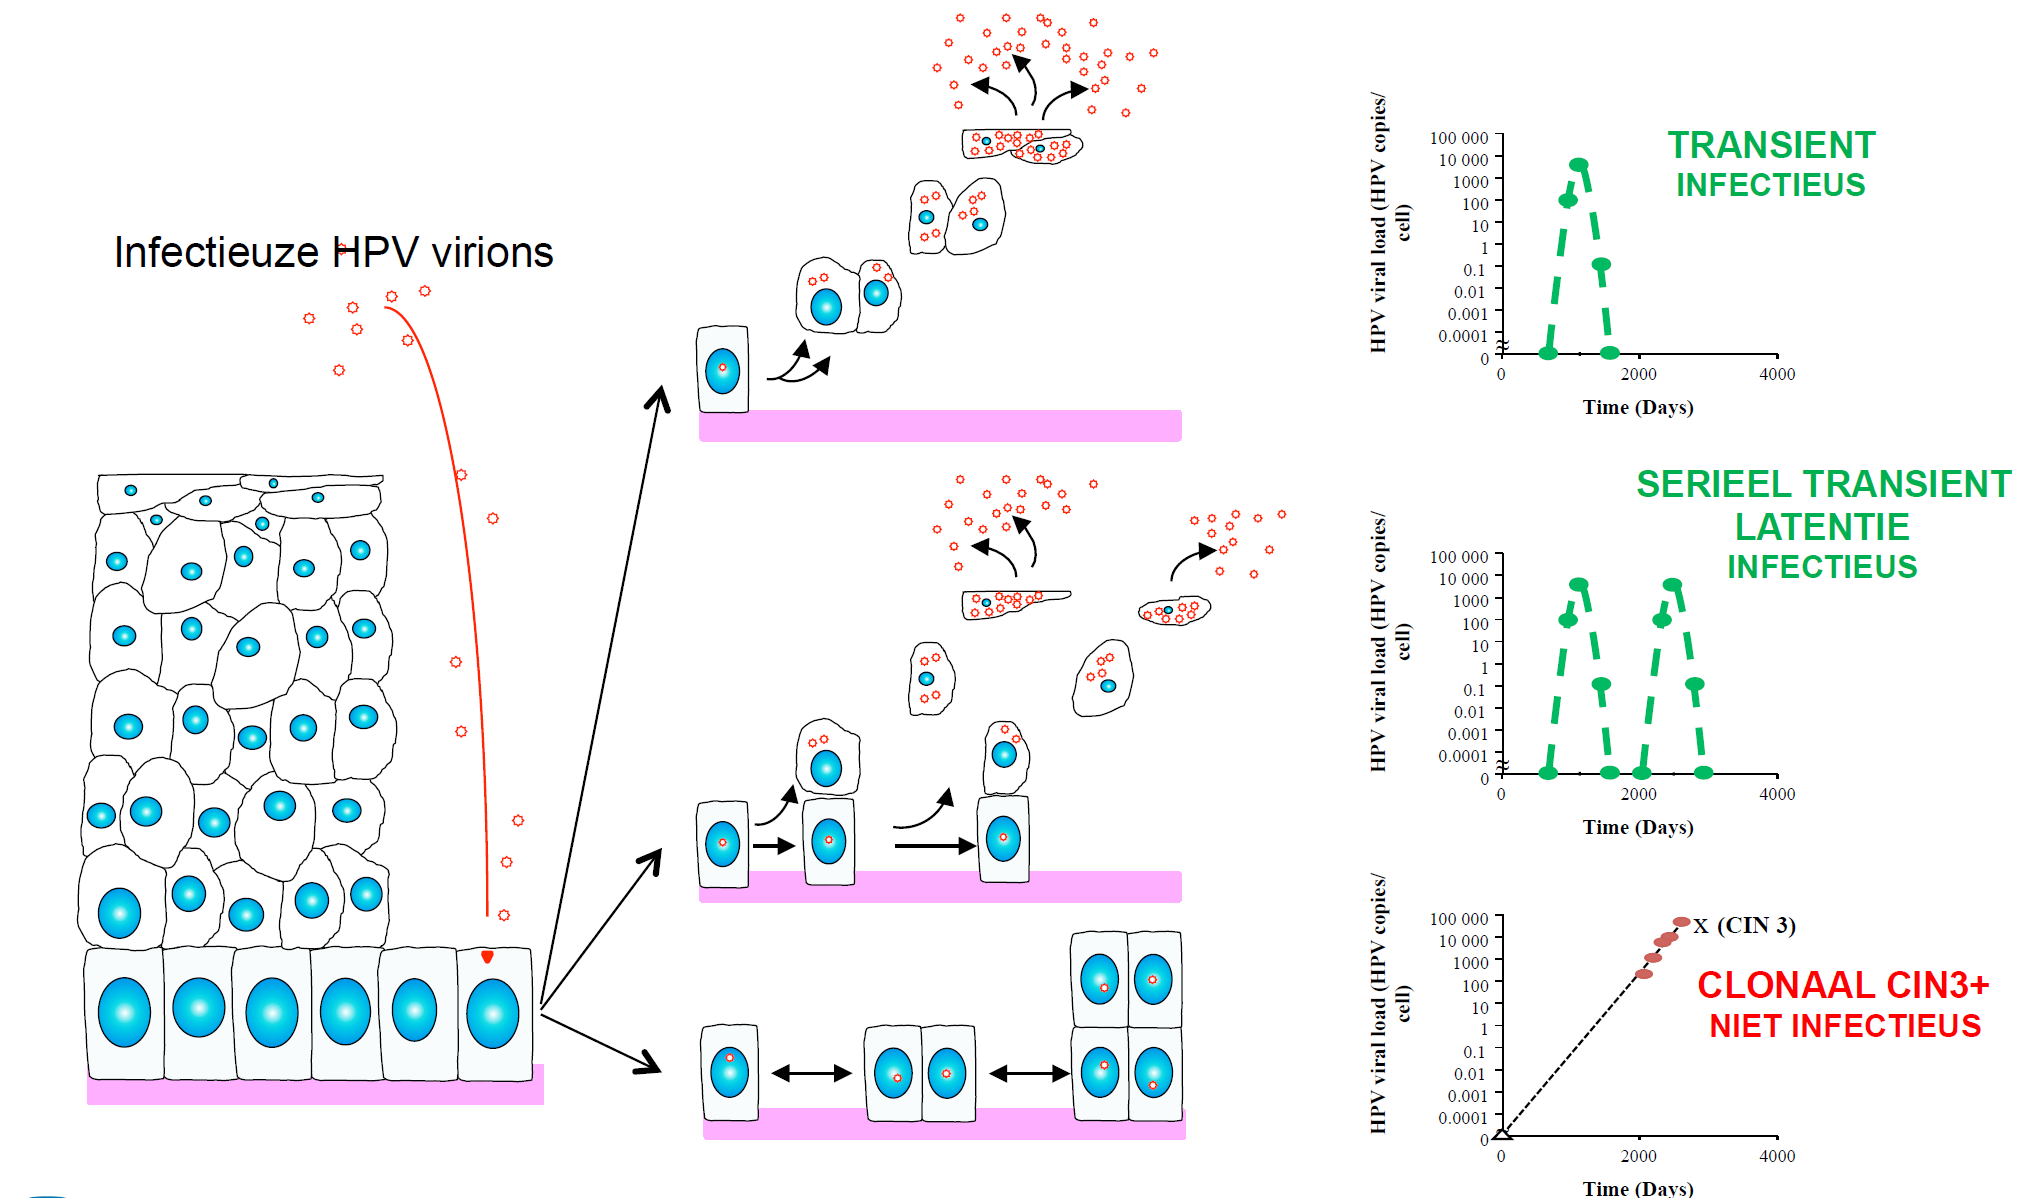 Infectieuze HPV virions
HPV viral load (HPV copies/
cell)
100 000
10 000
1000
100
10
1
0.1
0.01
0.001
0.0001
0
≈
0
2000
4000
Time (Days)
TRANSIENT
INFECTIEUS
HPV viral load (HPV copies/
cell)
100 000
10 000
1000
100
10
1
0.1
0.01
0.001
0.0001
0
≈
0
2000
4000
Time (Days)
SERIEEL TRANSIENT
LATENTIE
INFECTIEUS
HPV viral load (HPV copies/
cell)
100 000
10 000
1000
100
10
1
0.1
0.01
0.001
0.0001
0
0
2000
4000
Time (Days)
x (CIN 3)
CLONAAL CIN3+
NIET INFECTIEUS